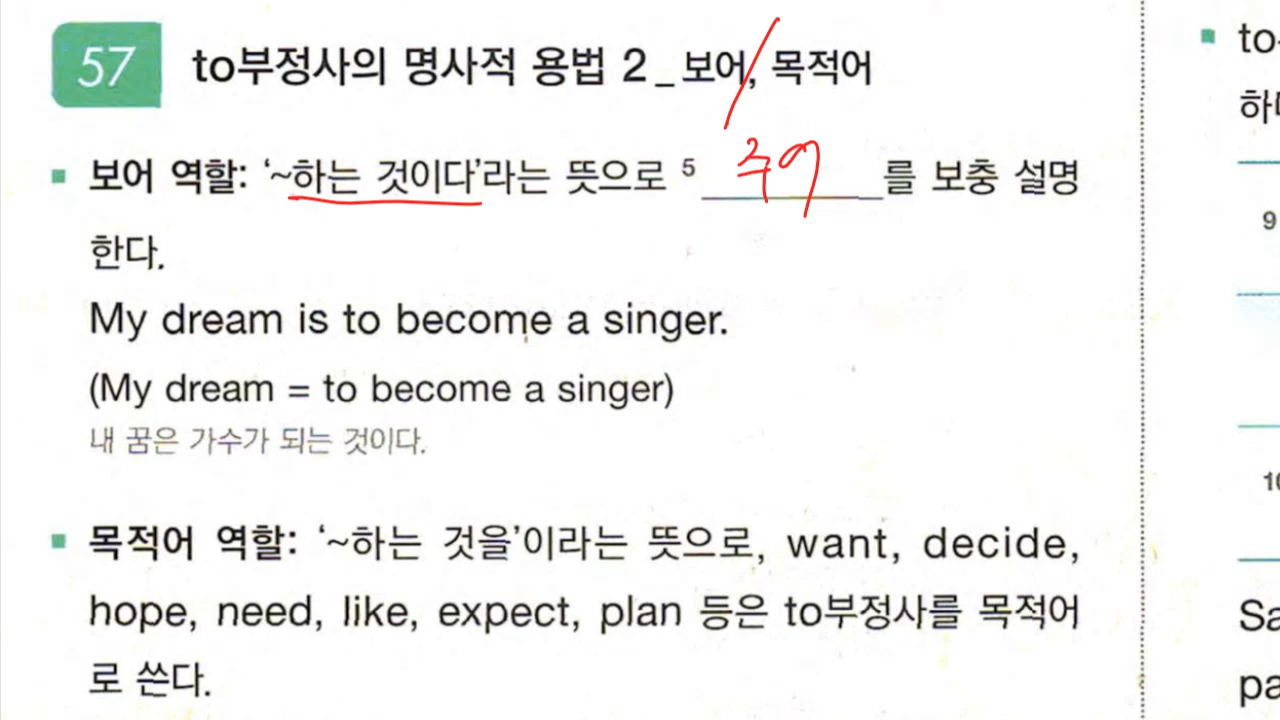 57 to부정사의 명사적 용법 2_보어, 목적어
보어 역할: '~하는 것이다'라는 뜻으로 5 주어 를 보충 설명
한다.
My dream is to become a singer.
(My dream = to become a singer)
내 꿈은 가수가 되는 것이다.
목적어 역할: '~하는 것을'이라는 뜻으로, want, decide,
hope, need, like, expect, plan 등은 to부정사를 목적어
로 쓴다.
to
9
Sa
pa